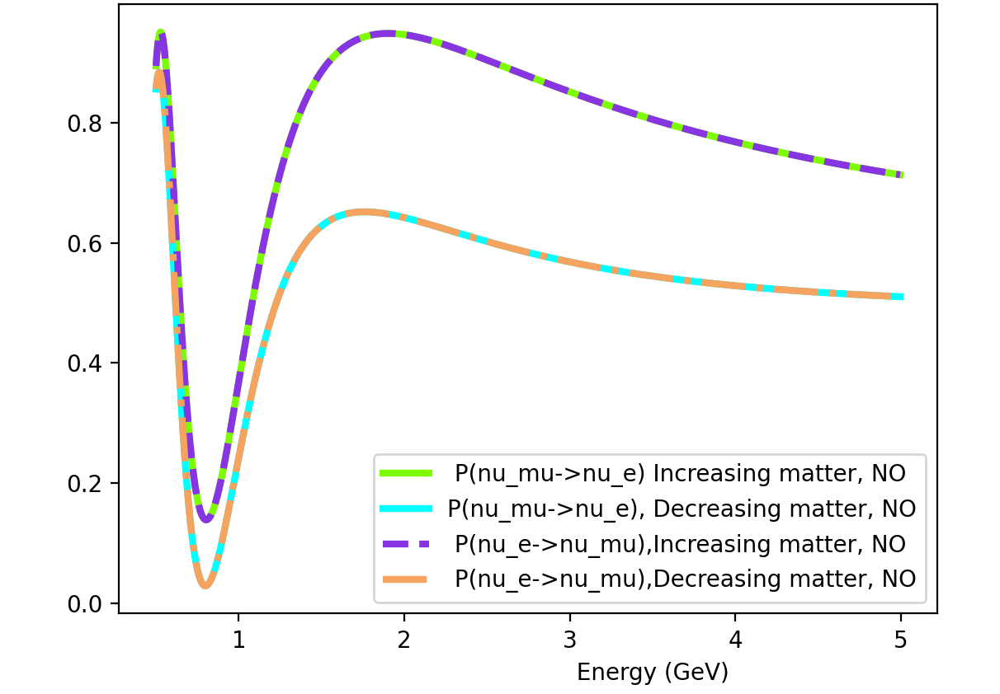 0.8
0.6
0.4
0.2
0.0
P(nu_mu->nu_e) Increasing matter, NO
P(nu_mu->nu_e), Decreasing matter, NO
P(nu_e->nu_mu),Increasing matter, NO
P(nu_e->nu_mu),Decreasing matter, NO
1 2 3 4 5
Energy (GeV)